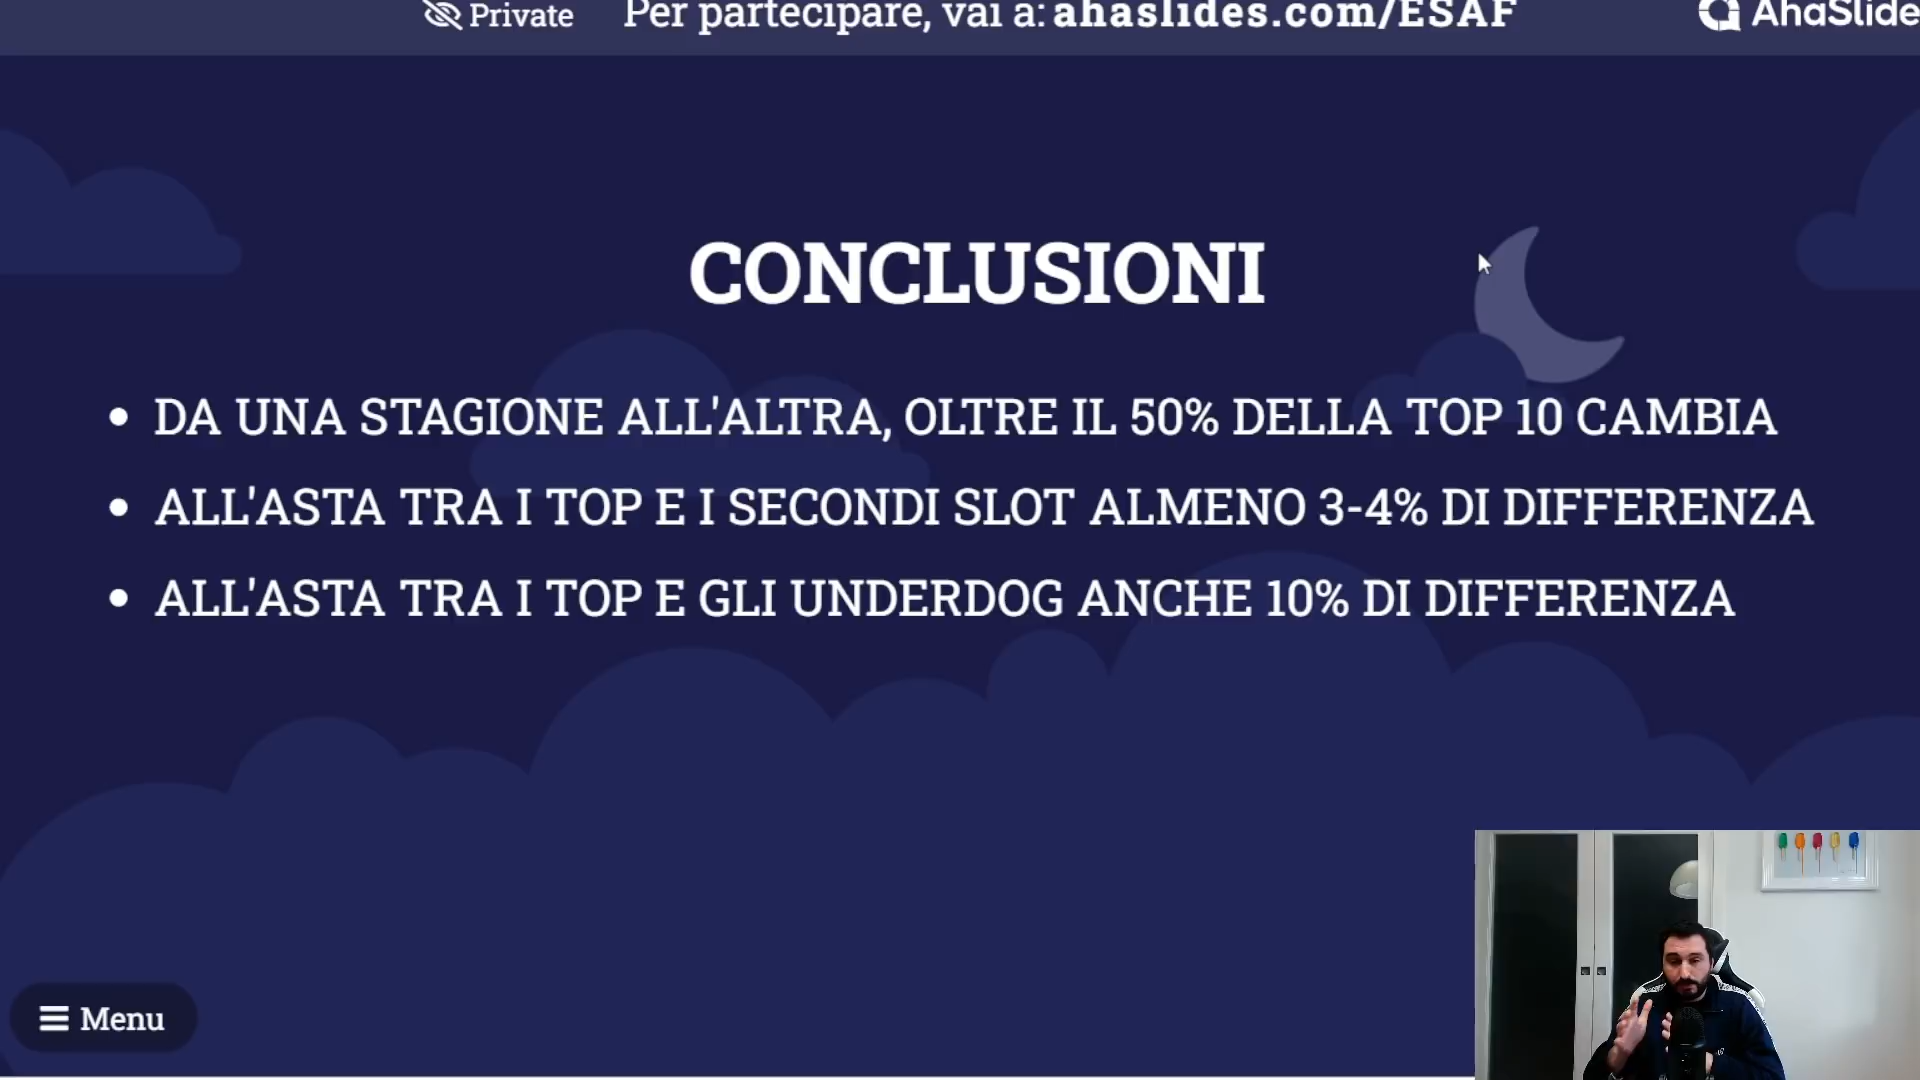 Private Per partecipare, vai a: ahaslides.com/ESAF AhaSlide
CONCLUSIONI
• DA UNA STAGIONE ALL'ALTRA, OLTRE IL 50% DELLA TOP 10 CAMBIA
• ALL'ASTA TRA I TOP E I SECONDI SLOT ALMENO 3-4% DI DIFFERENZA
• ALL'ASTA TRA I TOP E GLI UNDERDOG ANCHE 10% DI DIFFERENZA
Menu